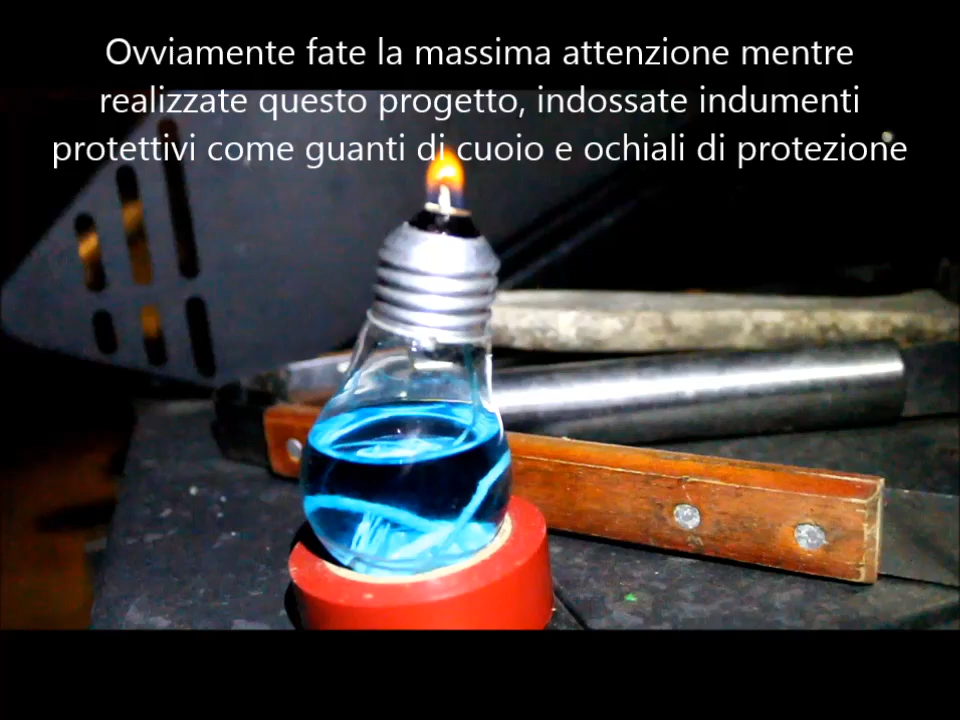 Ovviamente fate la massima attenzione mentre
realizzate questo progetto, indossate indumenti
protettivi come guanti di cuoio e ochiali di protezione